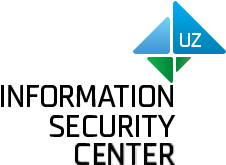 UZ
INFORMATION
SECURITY
CENTER